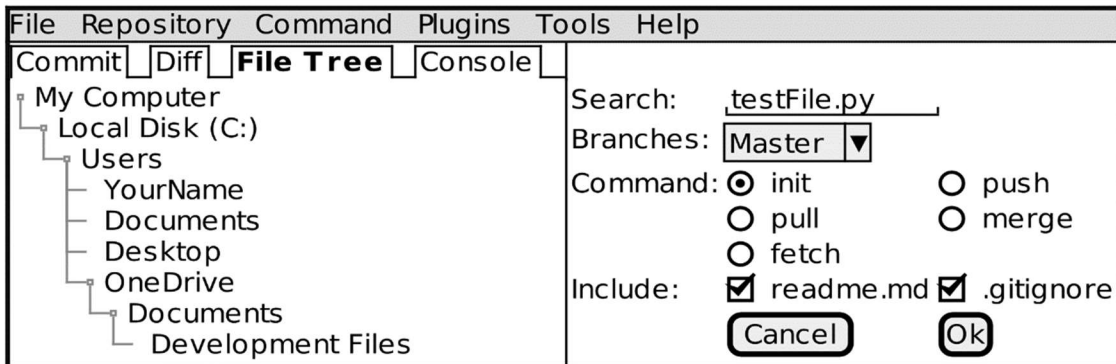 File Repository Command Plugins Tools Help
Commit Diff File Tree Console
My Computer
Local Disk (C:)
Users
YourName
Documents
Desktop
OneDrive
Documents
Development Files
Search: testFile.py
Branches: Master
Command: init push
pull merge
fetch
Include: readme.md .gitignore
Cancel Ok